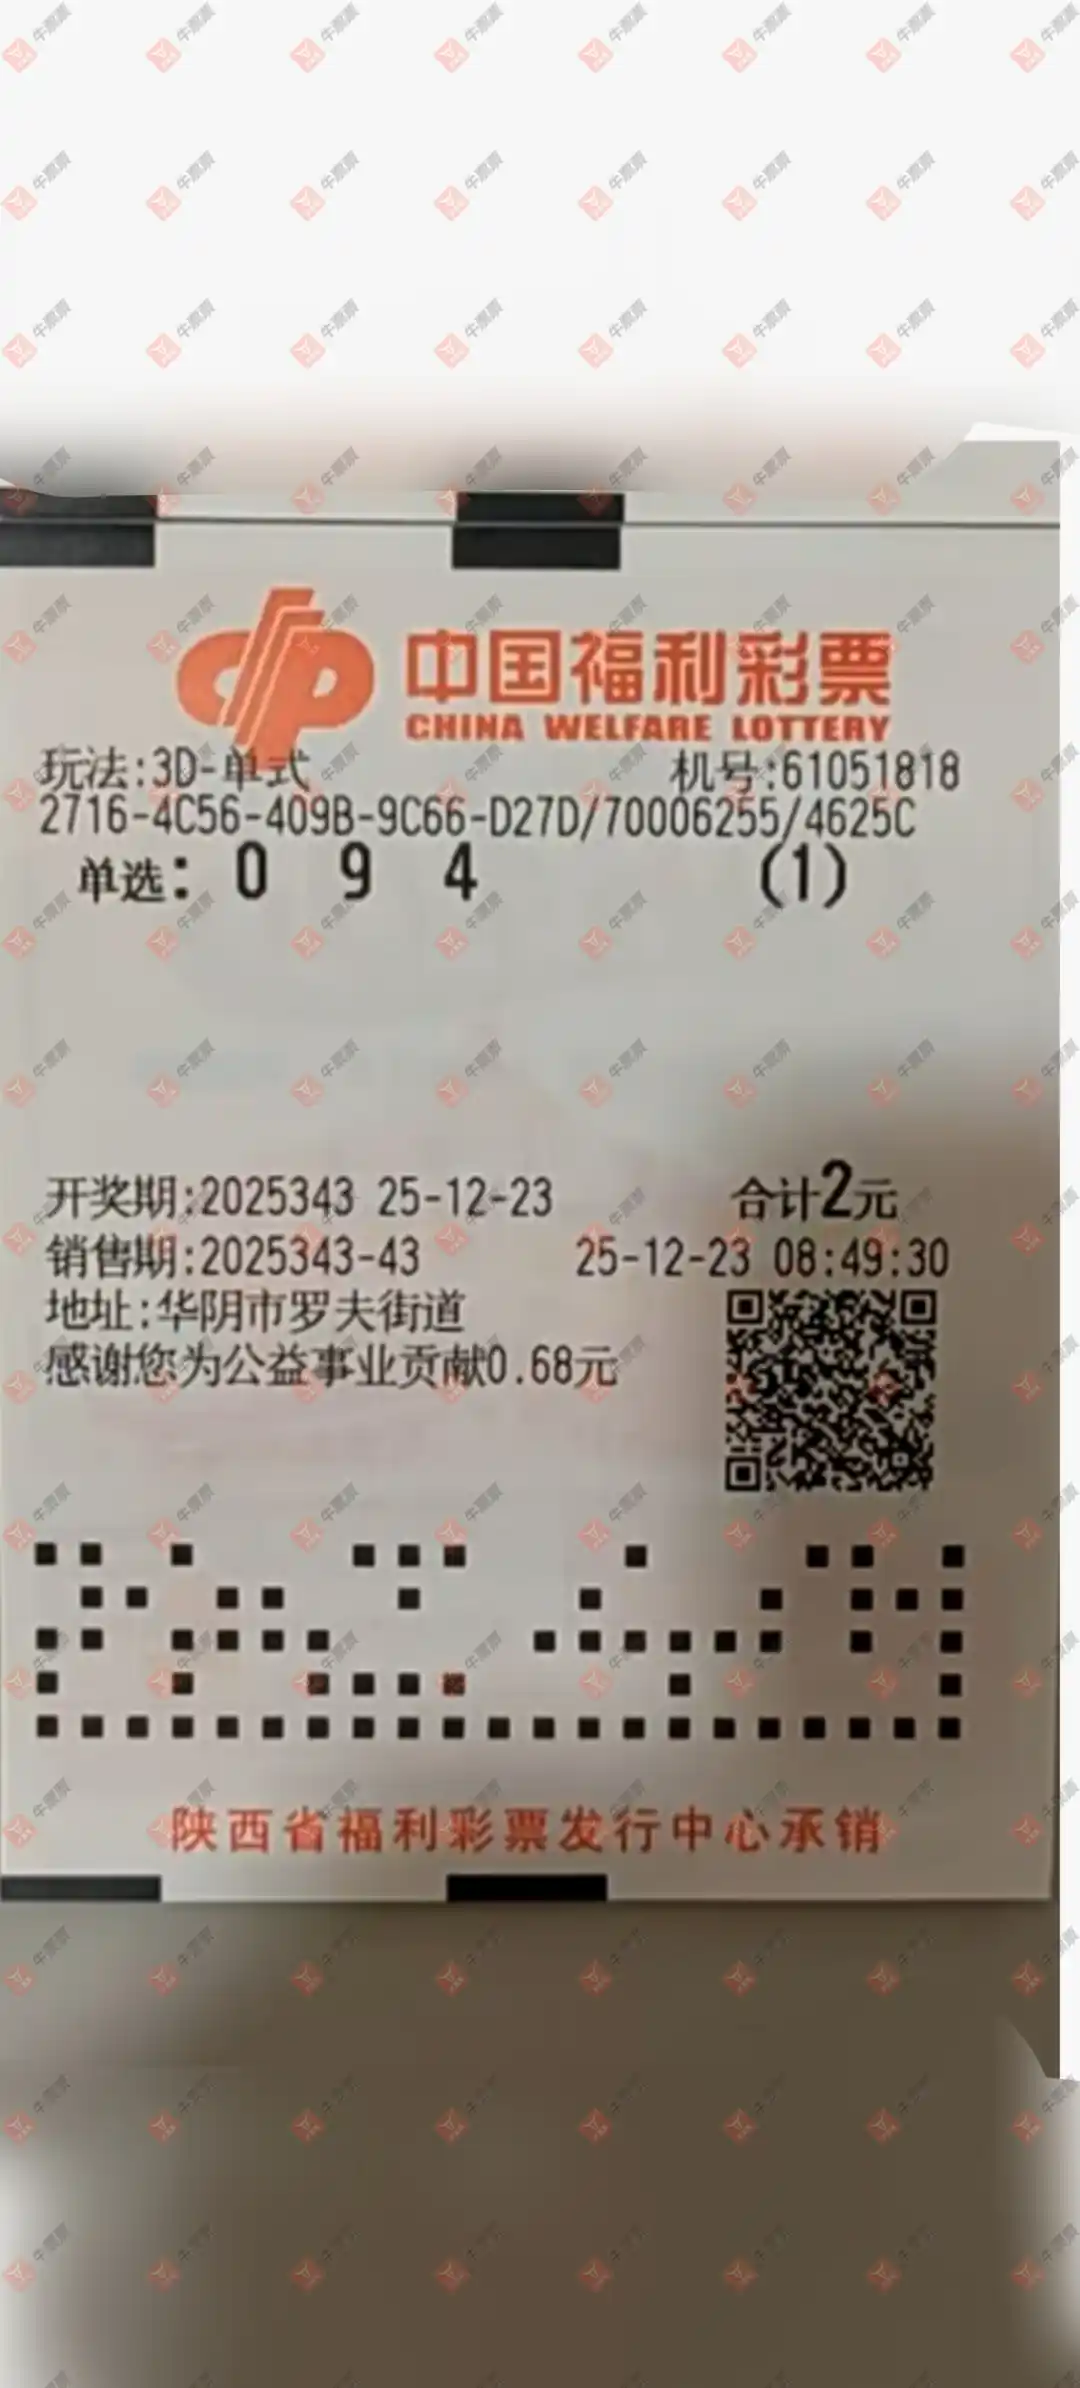 中国福利彩票
CHINA WELFARE LOTTERY
玩法:3D-单式 机号:61051818
2716-4C56-409B-9C66-D27D/70006255/4625C
单选: 0 9 4 (1)
开奖期:2025343 25-12-23 合计2元
销售期:2025343-43 25-12-23 08:49:30
地址:华阴市罗夫街道
感谢您为公益事业贡献0.68元
陕西省福利彩票发行中心承销